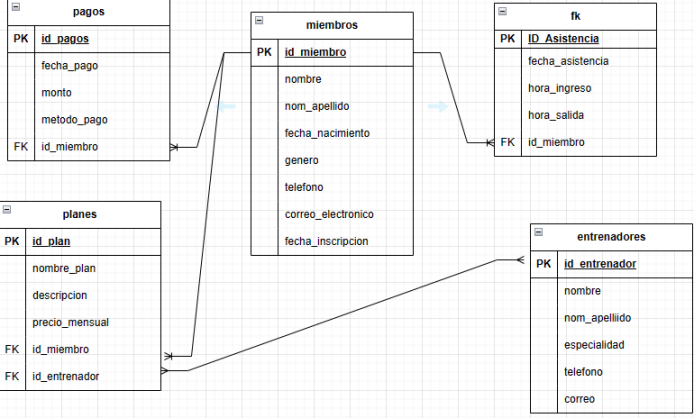 pagos
PK id_pagos
fecha_pago
monto
metodo_pago
FK id_miembro
miembros
PK id_miembro
nombre
nom_apellido
fecha_nacimiento
genero
telefono
correo_electronico
fecha_inscripcion
fk
PK ID_Asistencia
fecha_asistencia
hora_ingreso
hora_salida
FK id_miembro
planes
PK id_plan
nombre_plan
descripcion
precio_mensual
FK id_miembro
FK id_entrenador
entrenadores
PK id_entrenador
nombre
nom_apelliido
especialidad
telefono
correo